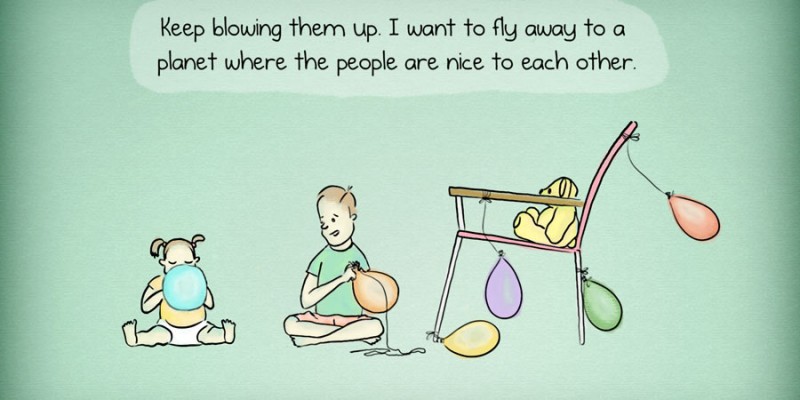 Keep blowing them up. I want to fly away to a
planet where the people are nice to each other.